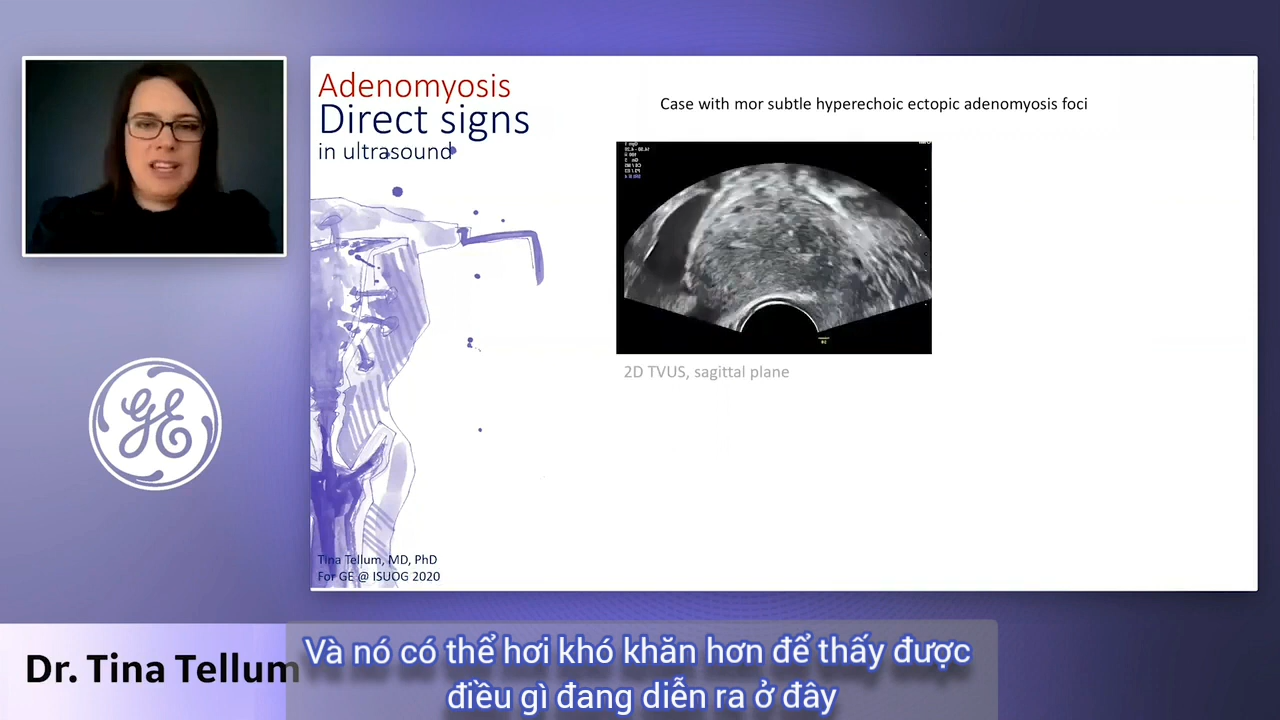 Adenomyosis
Direct signs
in ultrasound
Case with mor subtle hyperechoic ectopic adenomyosis foci
2D TVUS, sagittal plane
GE
Tina Tellum, MD, PhD
For GE @ ISUOG 2020
Dr. Tina Tellum
Và nó có thể hơi khó khăn hơn để thấy được
điều gì đang diễn ra ở đây